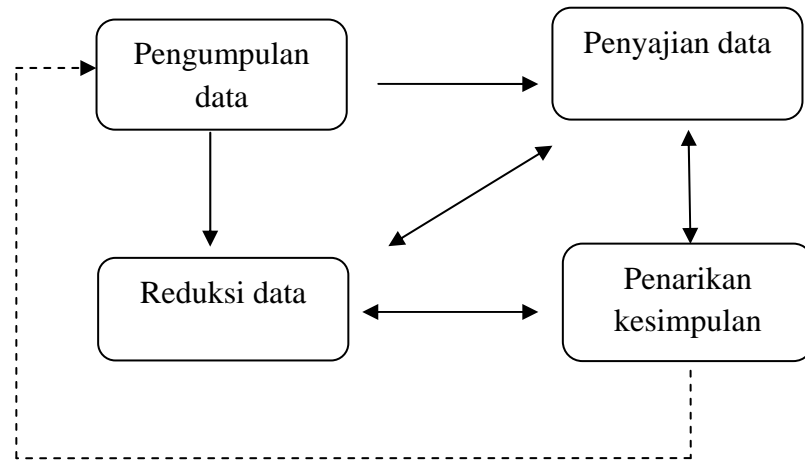 Pengumpulan
data
Penyajian data
Reduksi data
Penarikan
kesimpulan